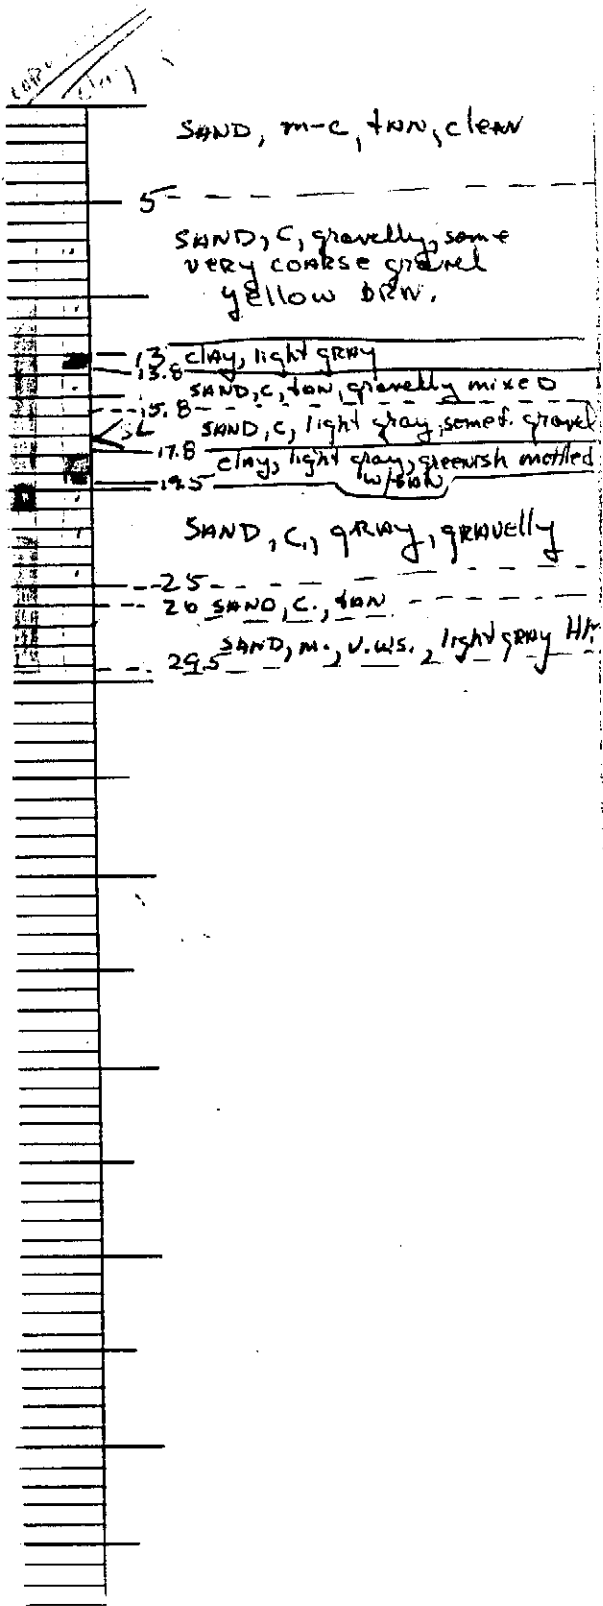 clay
SAND, m-c, tan, clean
5
SAND, C, gravelly, some
very coarse gravel
yellow BRN.
13 clay, light gray
13.8
SAND, C, tan, gravelly mixed
15.8
SAND, C, light gray, some f. gravel
17.8
clay, light gray, greenish mottled
19.5 w/tan
SAND, C., gray, gravelly
25
26 SAND, C., tan
SAND, m., v.ws., light gray
29.5